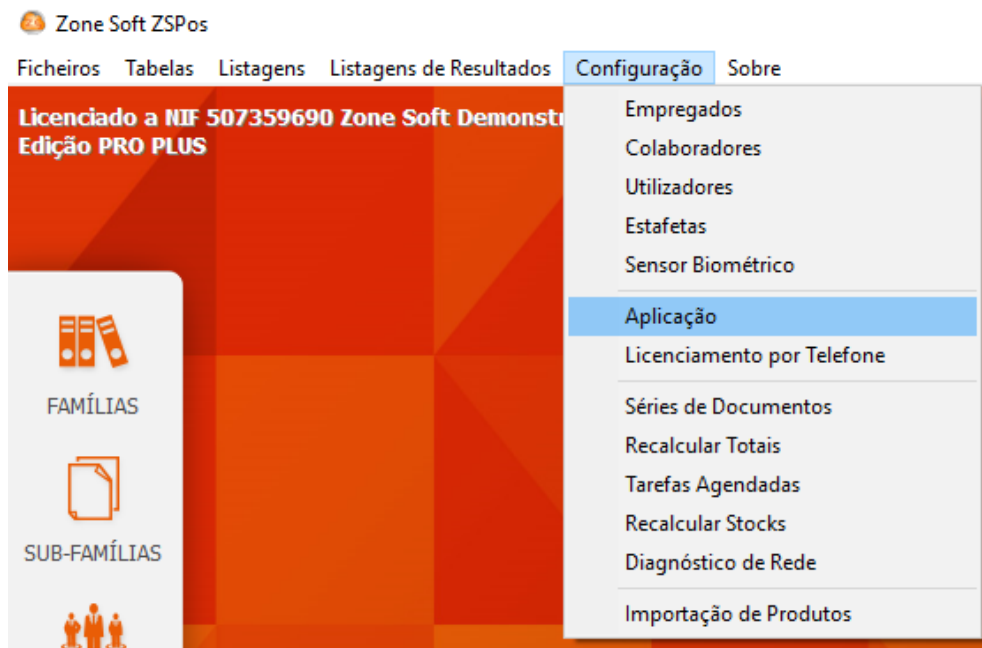 Zone Soft ZSPos
Ficheiros Tabelas Listagens Listagens de Resultados Configuração Sobre
Licenciado a NIF 507359690 Zone Soft Demonst
Edição PRO PLUS
Empregados
Colaboradores
Utilizadores
Estafetas
Sensor Biométrico
Aplicação
Licenciamento por Telefone
Séries de Documentos
Recalcular Totais
Tarefas Agendadas
Recalcular Stocks
Diagnóstico de Rede
Importação de Produtos
FAMÍLIAS
SUB-FAMÍLIAS